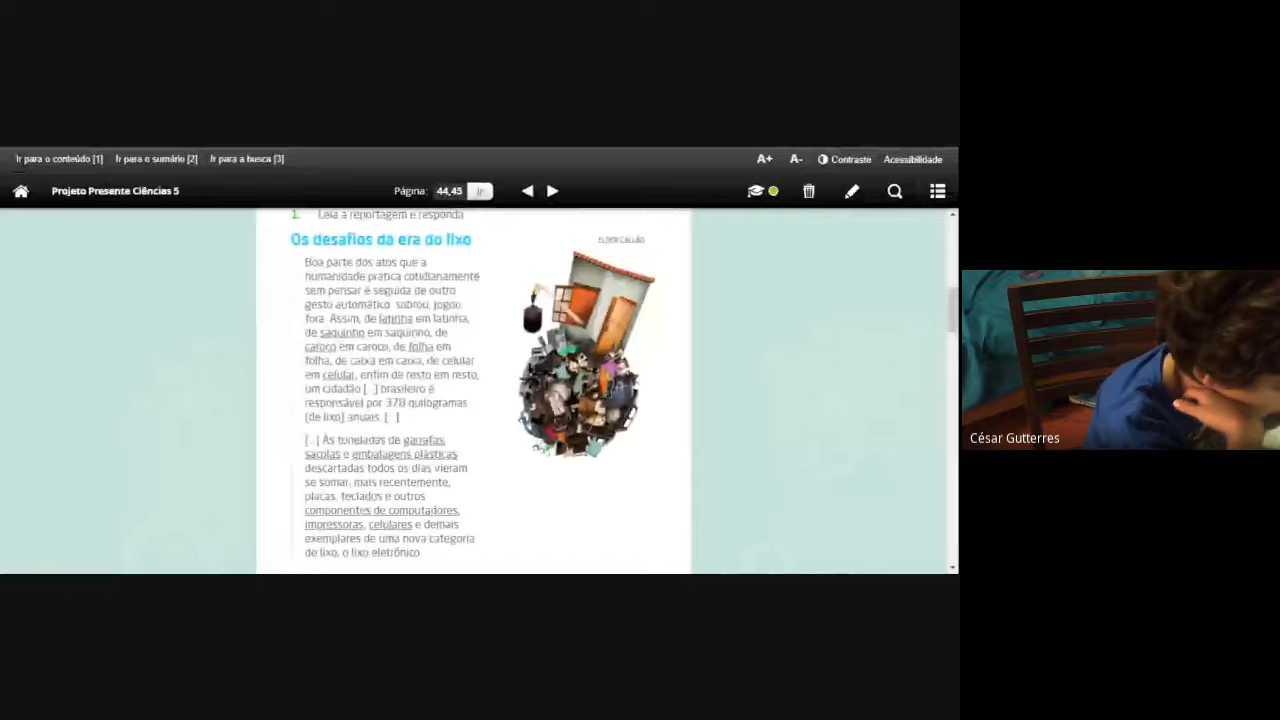 Ir para o conteúdo [1] Ir para o sumário [2] Ir para a busca [3] A+ A- Contraste Acessibilidade
Projeto Presente Ciências 5 Página: 44,45 Ir
1. Leia a reportagem e responda
Os desafios da era do lixo
Boa parte dos atos que a
humanidade pratica cotidianamente
sem pensar é seguida de outro
gesto automático: sobrou, jogou
fora. Assim, de latinha em latinha,
de saquinho em saquinho, de
caroço em caroço, de folha em
folha, de caixa em caixa, de celular
em celular, enfim de resto em resto,
um cidadão [...] brasileiro é
responsável por 378 quilogramas
[de lixo] anuais. [...]
[...] Às toneladas de garrafas,
sacolas e embalagens plásticas
descartadas todos os dias vieram
se somar, mais recentemente,
placas, teclados e outros
componentes de computadores,
impressoras, celulares e demais
exemplares de uma nova categoria
de lixo, o lixo eletrônico.
César Gutterres